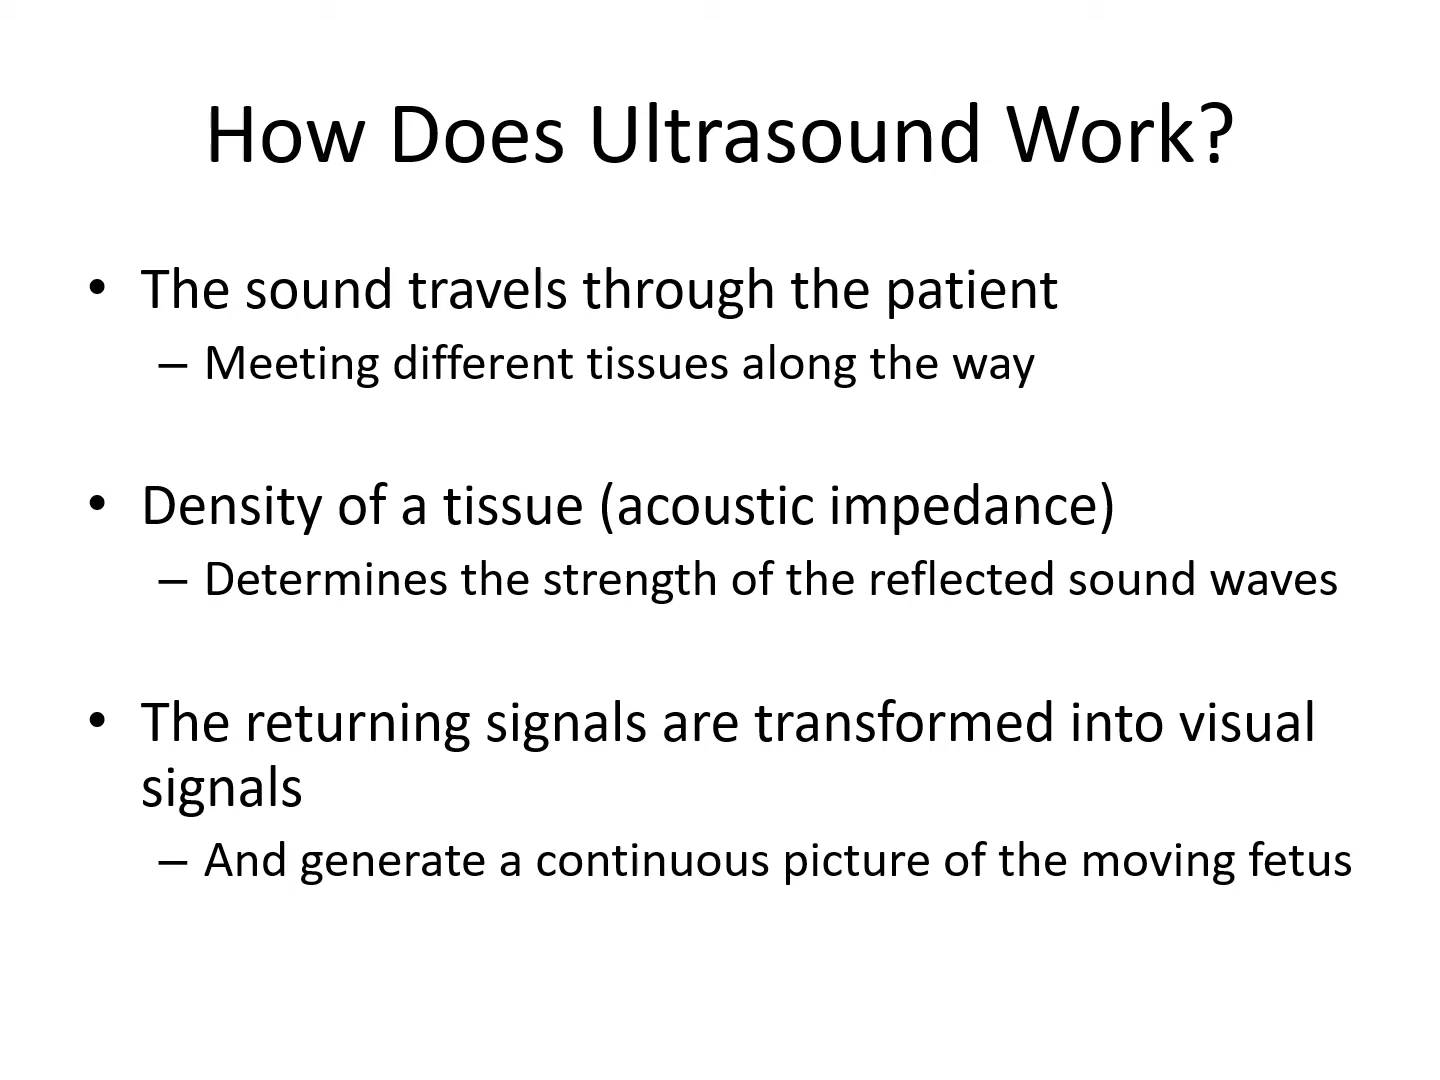 How Does Ultrasound Work?
• The sound travels through the patient
– Meeting different tissues along the way
• Density of a tissue (acoustic impedance)
– Determines the strength of the reflected sound waves
• The returning signals are transformed into visual
signals
– And generate a continuous picture of the moving fetus